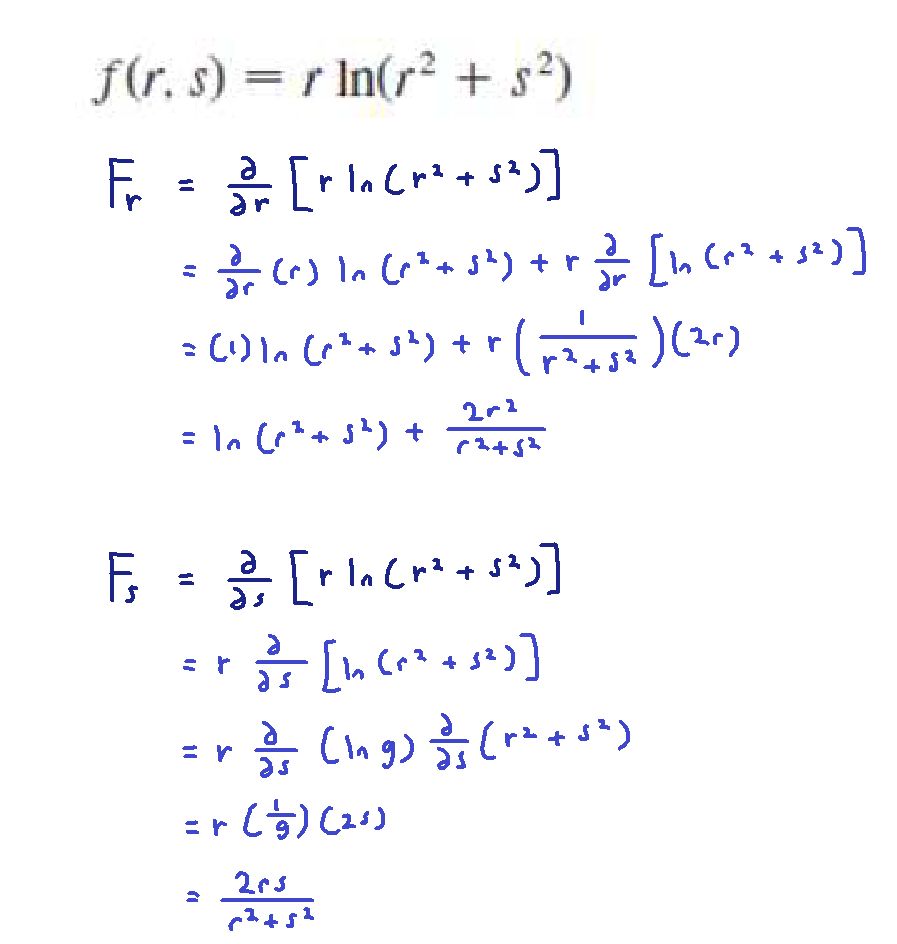 f(r, s) = r ln(r² + s²)
Fᵣ = ∂/∂r [r ln(r² + s²)]
= ∂/∂r (r) ln(r² + s²) + r ∂/∂r [ln(r² + s²)]
= (1) ln(r² + s²) + r(1/(r² + s²))(2r)
= ln(r² + s²) + 2r²/(r² + s²)
Fₛ = ∂/∂s [r ln(r² + s²)]
= r ∂/∂s [ln(r² + s²)]
= r ∂/∂s (ln g) ∂/∂s (r² + s²)
= r(1/g)(2s)
= 2rs/(r² + s²)